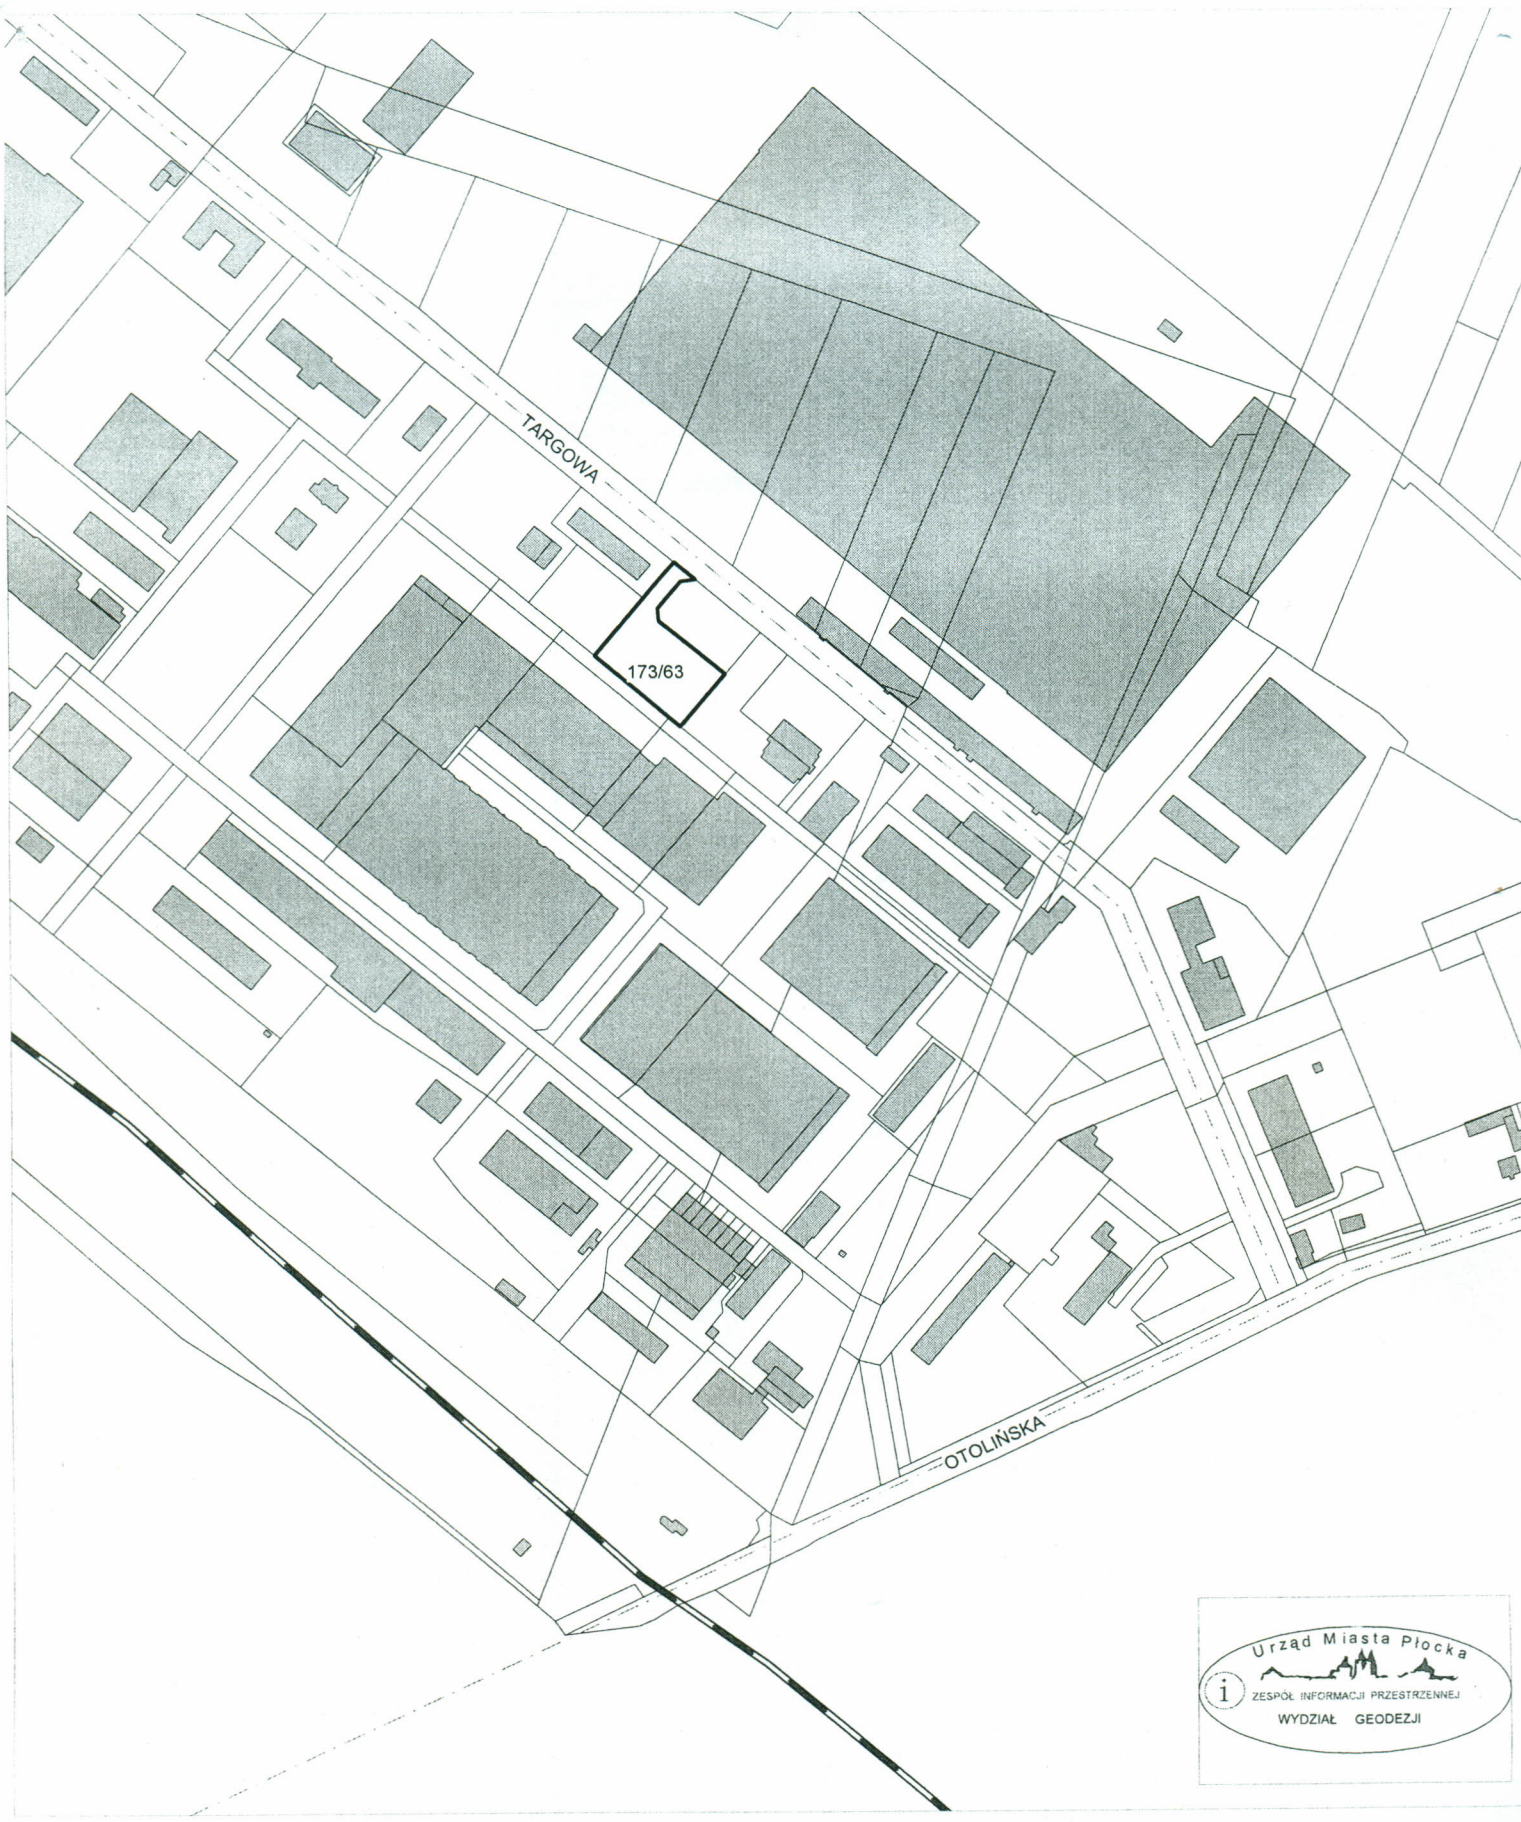 TARGOWA
173/63
OTOLIŃSKA
Urząd Miasta Płocka
i
ZESPÓŁ INFORMACJI PRZESTRZENNEJ
WYDZIAŁ GEODEZJI